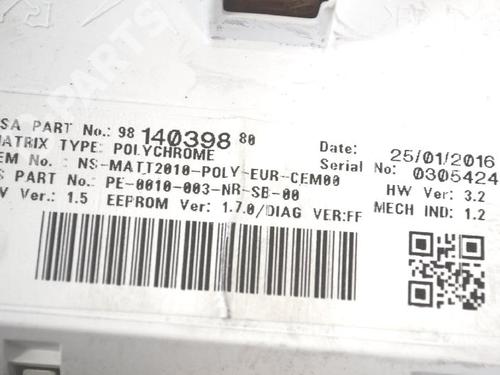 SA PART No.: 98 140398 80
MATRIX TYPE: POLYCHROME
EM No.: NS-MATT2010-POLY-EUR-CEM00
S PART No.: PE-0010-003-NR-SB-00
V Ver.: 1.5 EEPROM Ver: 1.7.0/DIAG VER:FF
Date: 25/01/2016
Serial No: 0305424
HW Ver: 3.2
MECH IND: 1.2